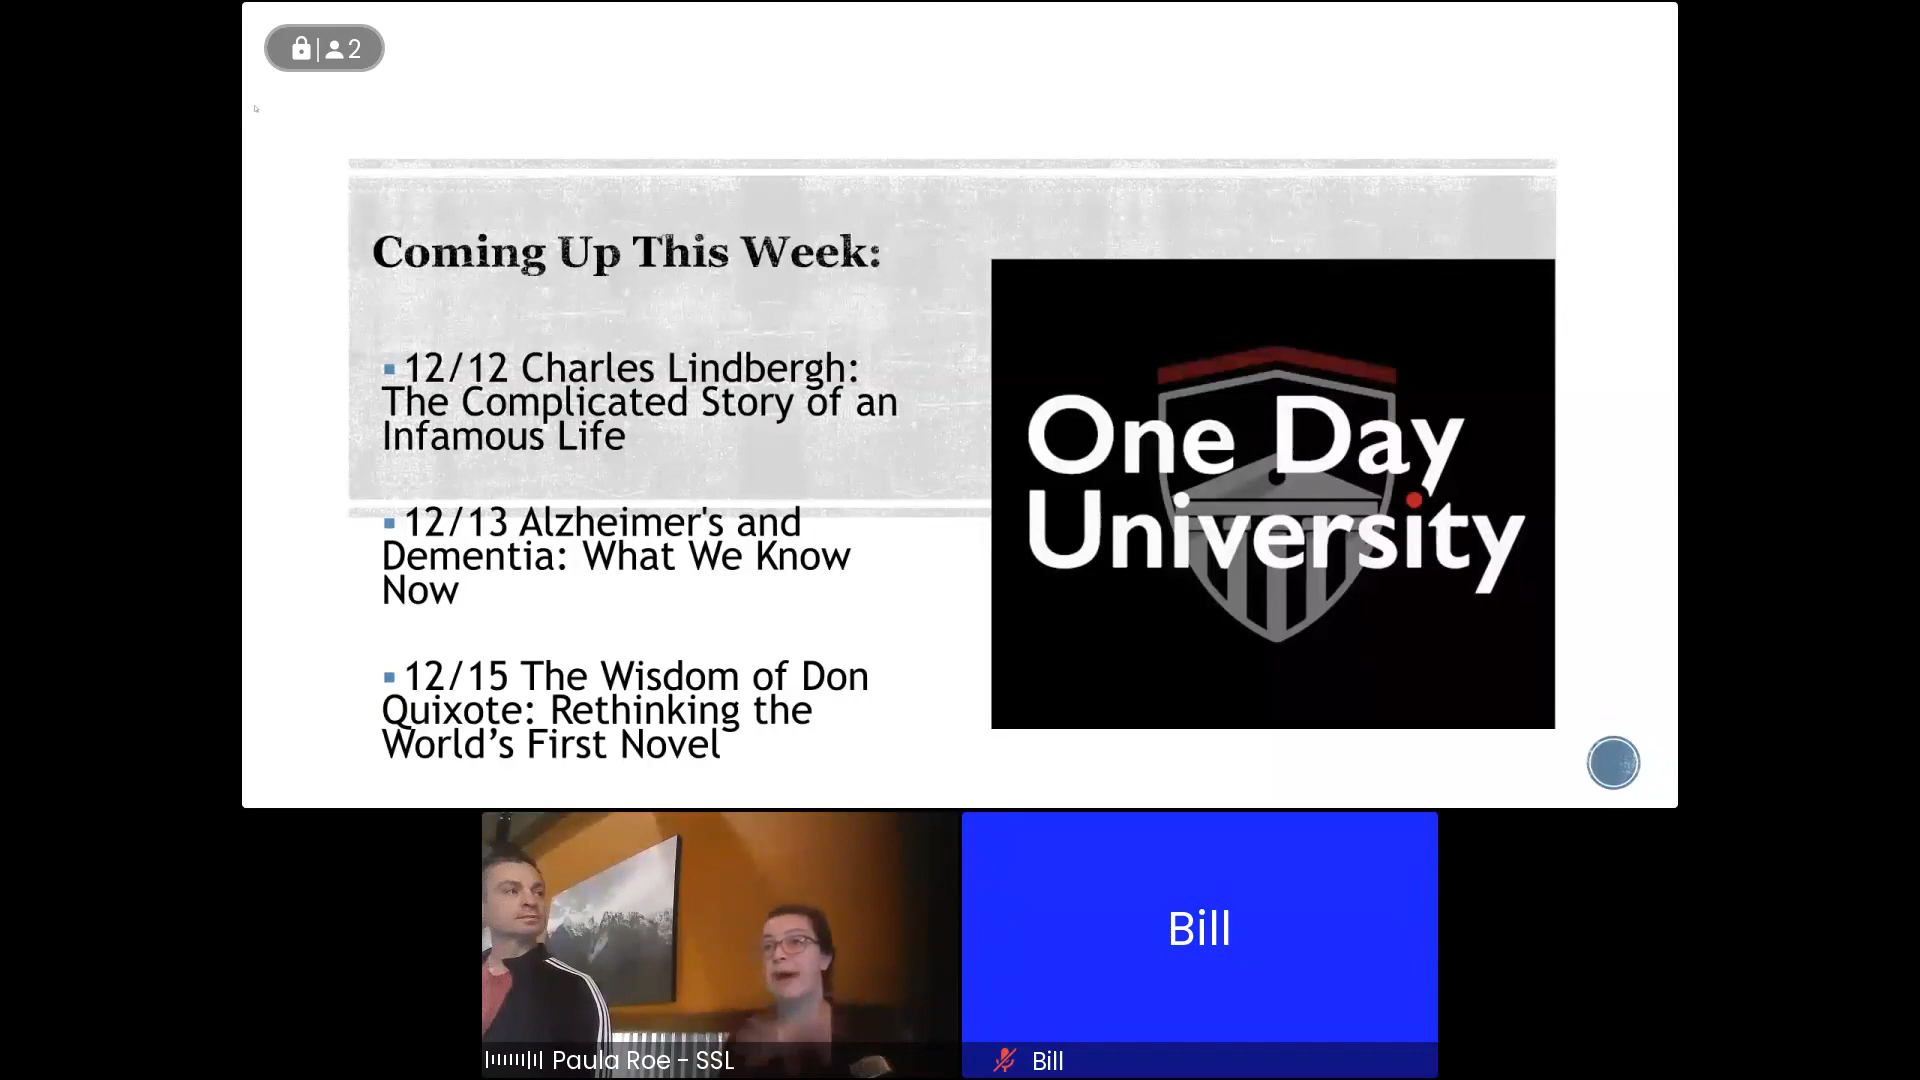 2
Coming Up This Week:
12/12 Charles Lindbergh:
The Complicated Story of an
Infamous Life
12/13 Alzheimer's and
Dementia: What We Know
Now
12/15 The Wisdom of Don
Quixote: Rethinking the
World’s First Novel
One Day
University
Bill
Paula Roe - SSL
Bill